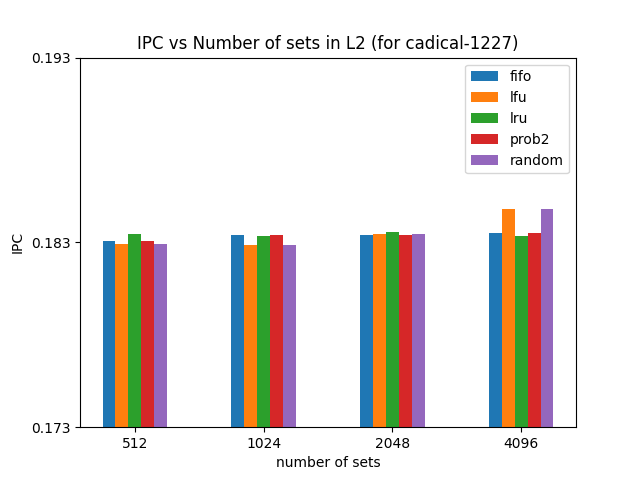 IPC vs Number of sets in L2 (for cadical-1227)
0.193
fifo
lfu
lru
prob2
random
IPC
0.183
0.173
512 1024 2048 4096
number of sets